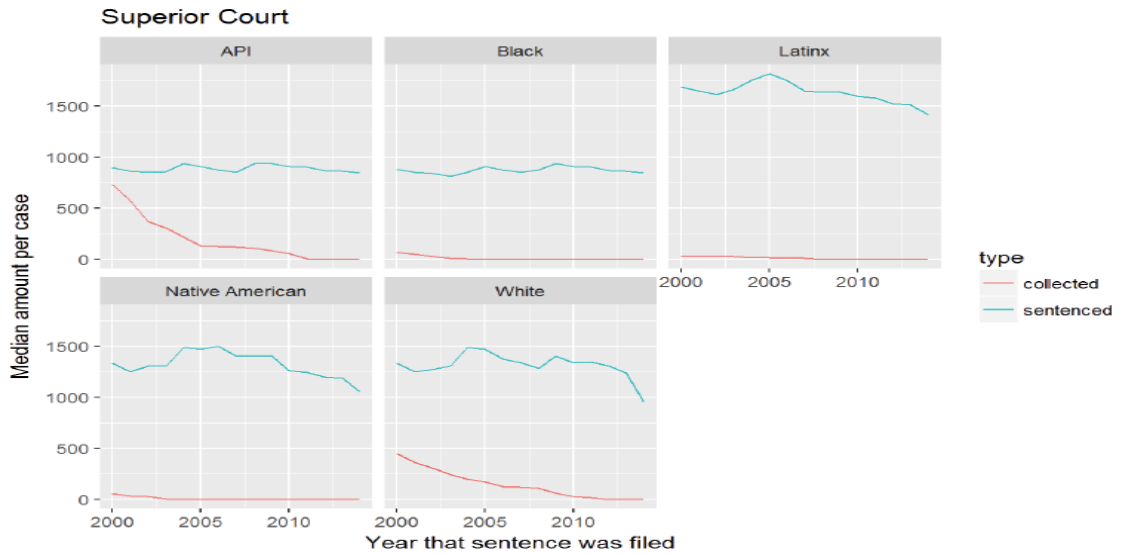 Superior Court
API
Black
Latinx
1500
1000
500
0
2000 2005 2010
Native American
White
1500
1000
500
0
2000 2005 2010
2000 2005 2010
Median amount per case
Year that sentence was filed
type
collected
sentenced